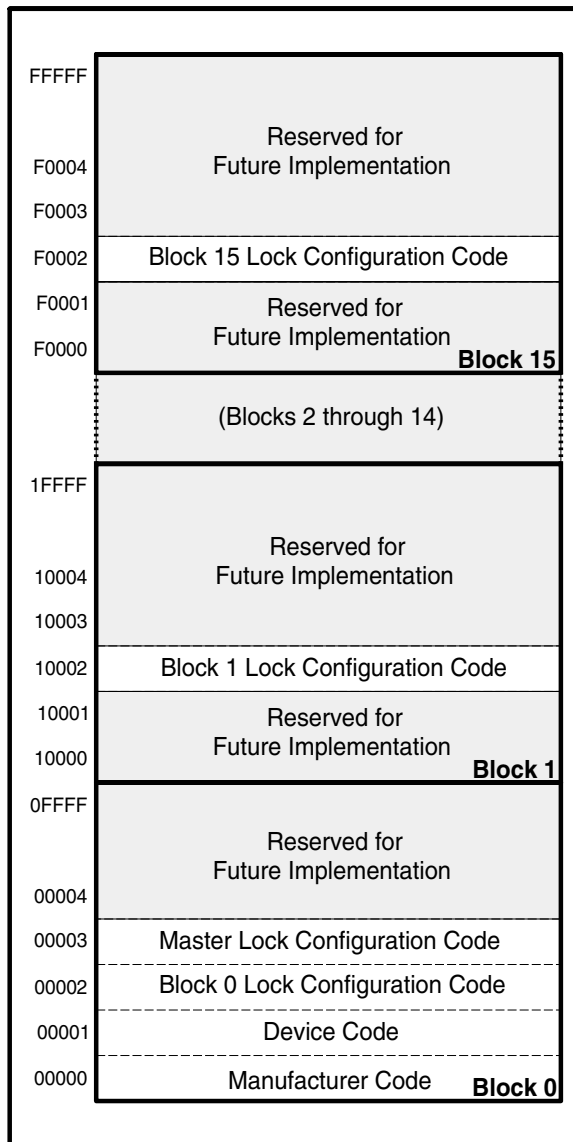 FFFFF
Reserved for
F0004 Future Implementation
F0003
F0002 Block 15 Lock Configuration Code
F0001 Reserved for
Future Implementation
F0000 Block 15
(Blocks 2 through 14)
1FFFF
Reserved for
10004 Future Implementation
10003
10002 Block 1 Lock Configuration Code
10001 Reserved for
Future Implementation
10000 Block 1
0FFFF
Reserved for
Future Implementation
00004
00003 Master Lock Configuration Code
00002 Block 0 Lock Configuration Code
00001 Device Code
00000 Manufacturer Code Block 0